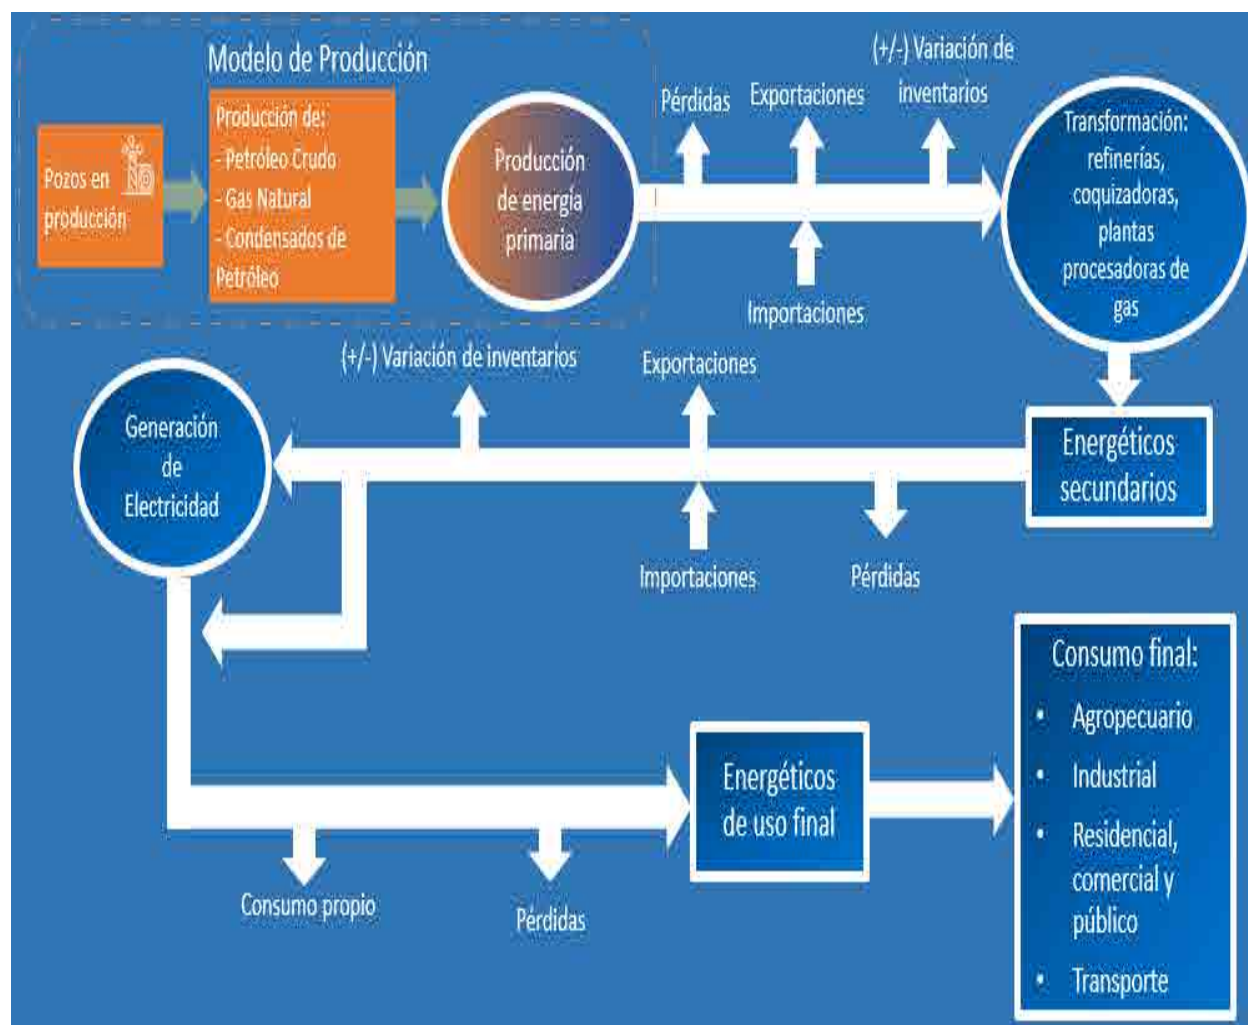 Modelo de Producción
Pozos en
producción
Producción de:
- Petróleo Crudo
- Gas Natural
- Condensados de
Petróleo
Producción
de energía
primaria
Pérdidas
Exportaciones
(+/-) Variación de
inventarios
Importaciones
Transformación:
refinerías,
coquizadoras,
plantas
procesadoras de
gas
Energéticos
secundarios
(+/-) Variación de inventarios
Exportaciones
Importaciones
Pérdidas
Generación
de
Electricidad
Consumo propio
Pérdidas
Energéticos
de uso final
Consumo final:
• Agropecuario
• Industrial
• Residencial,
comercial y
público
• Transporte